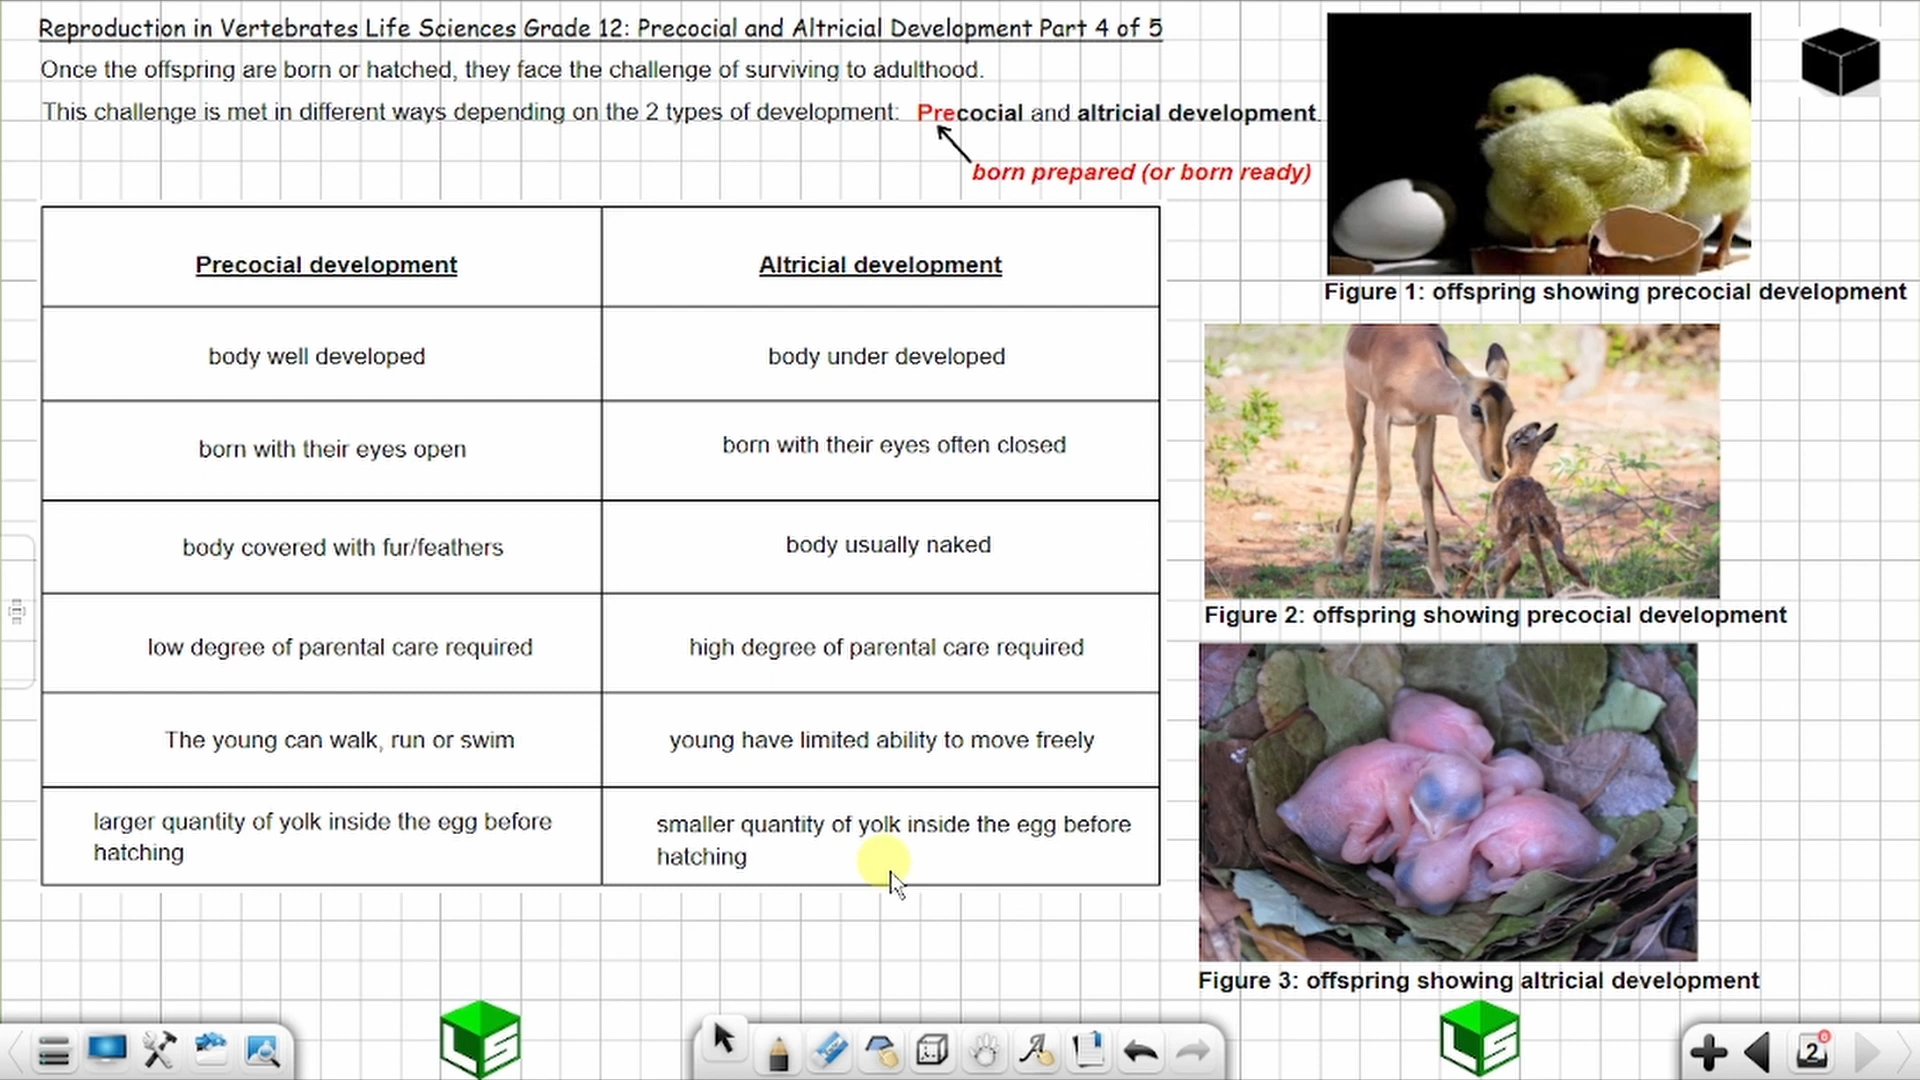 Reproduction in Vertebrates Life Sciences Grade 12: Precocial and Altricial Development Part 4 of 5
Once the offspring are born or hatched, they face the challenge of surviving to adulthood.
This challenge is met in different ways depending on the 2 types of development: Precocial and altricial development.
born prepared (or born ready)
Precocial development
Altricial development
body well developed
body under developed
born with their eyes open
born with their eyes often closed
body covered with fur/feathers
body usually naked
low degree of parental care required
high degree of parental care required
The young can walk, run or swim
young have limited ability to move freely
larger quantity of yolk inside the egg before
hatching
smaller quantity of yolk inside the egg before
hatching
Figure 1: offspring showing precocial development
Figure 2: offspring showing precocial development
Figure 3: offspring showing altricial development
LS
LS
2